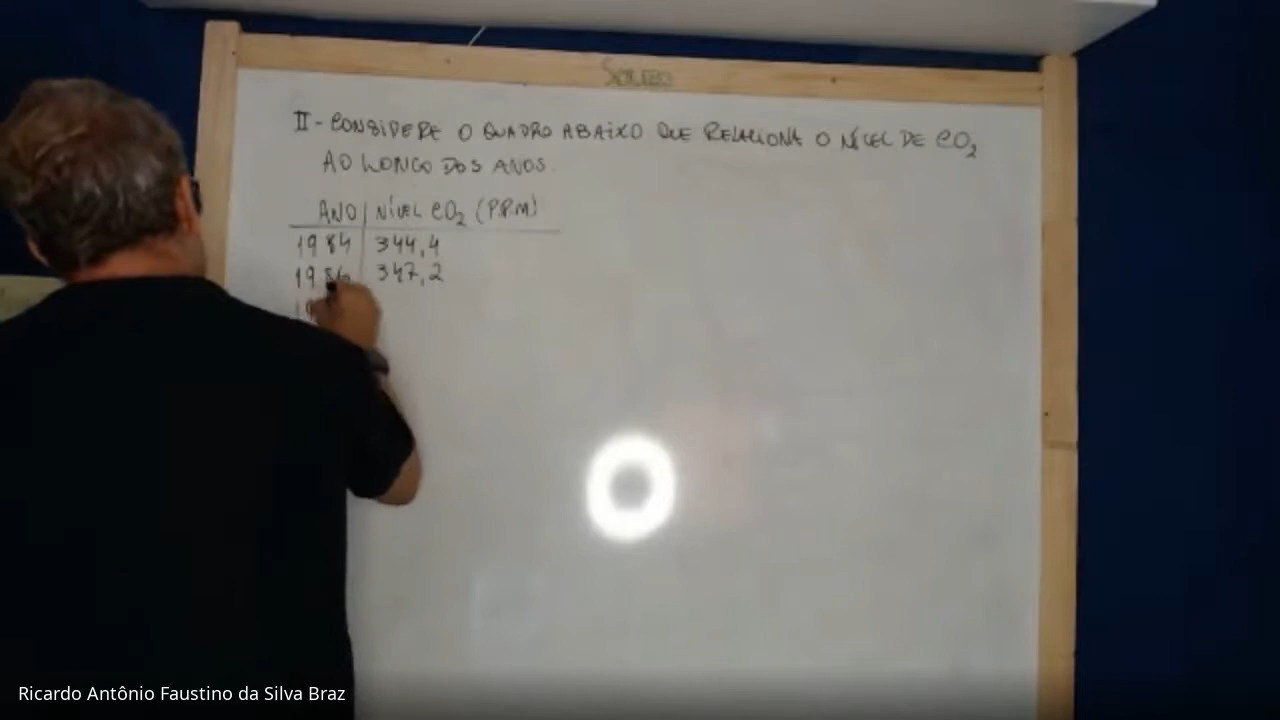 II - CONSIDERE O QUADRO ABAIXO QUE RELACIONA O NÍVEL DE CO₂
AO LONGO DOS ANOS.
ANO | NÍVEL CO₂ (P.P.M)
1984 | 344,4
1986 | 347,2
Ricardo Antônio Faustino da Silva Braz